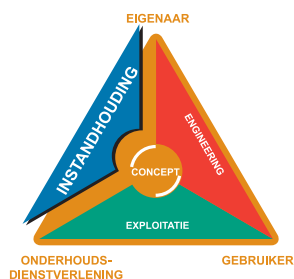 EIGENAAR
INSTANDHOUDING
ENGINEERING
CONCEPT
EXPLOITATIE
ONDERHOUDS-
DIENSTVERLENING
GEBRUIKER